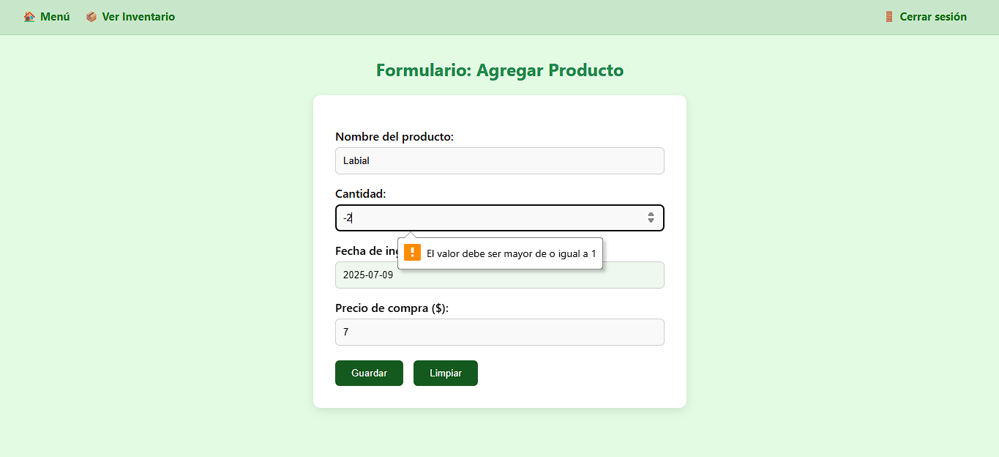 Menú Ver Inventario Cerrar sesión
Formulario: Agregar Producto
Nombre del producto:
Labial
Cantidad:
-2
El valor debe ser mayor de o igual a 1
Fecha de in
2025-07-09
Precio de compra ($):
7
Guardar Limpiar